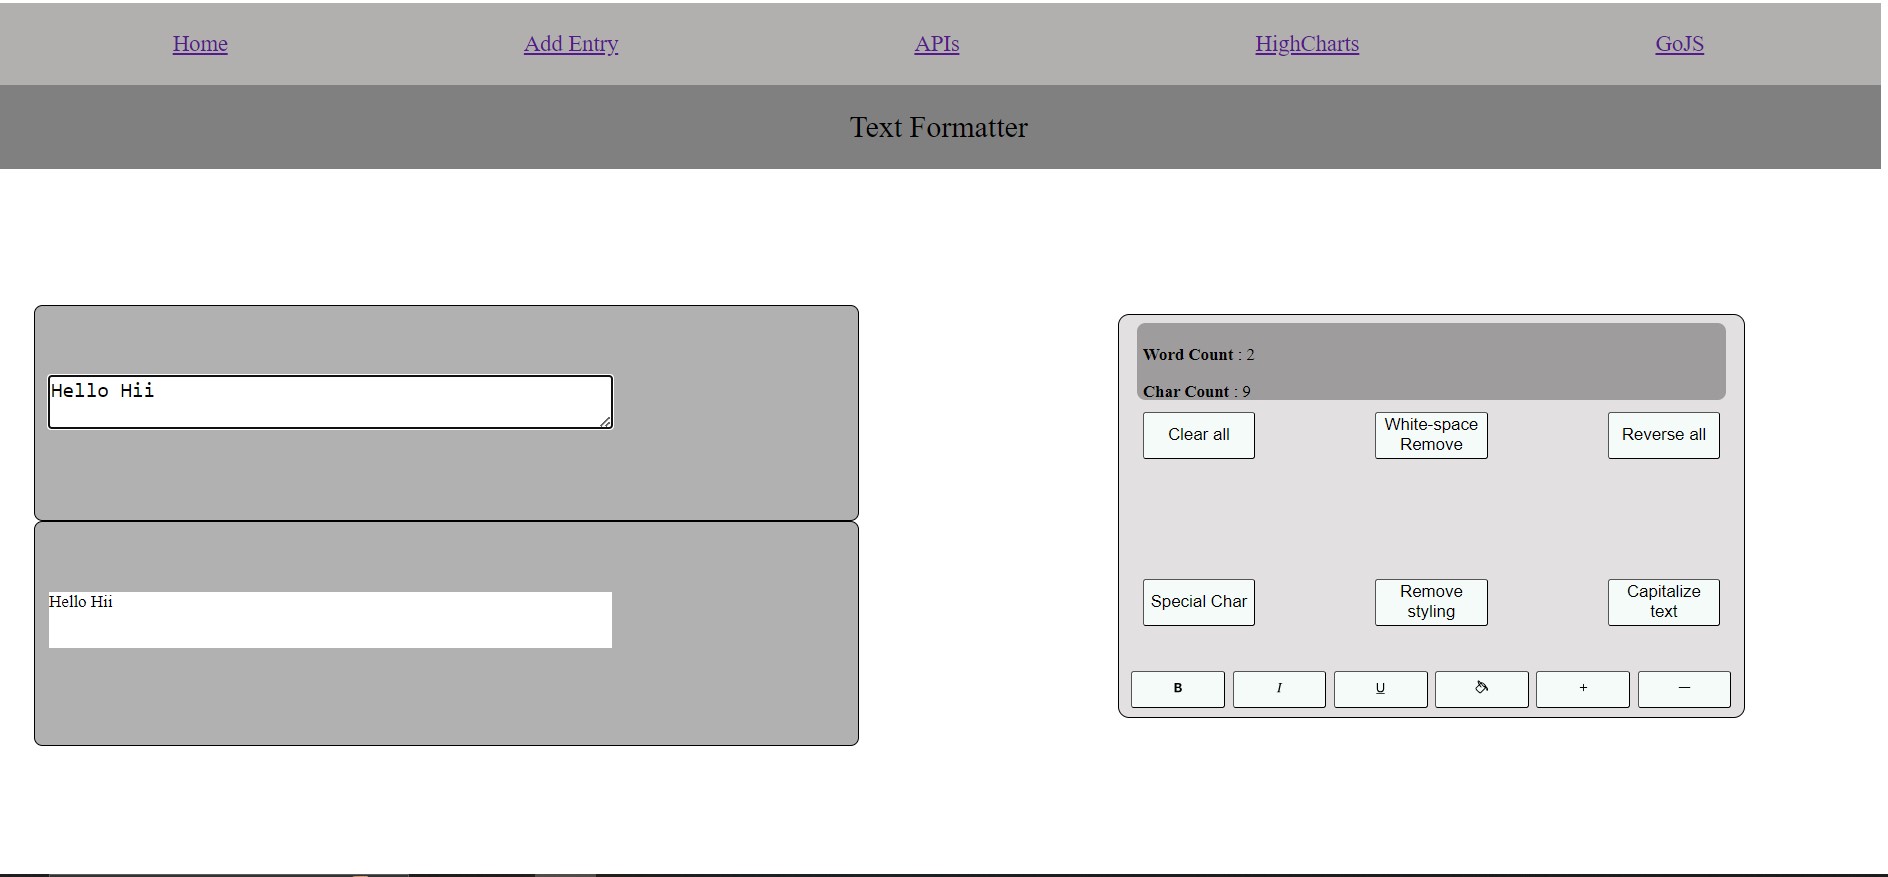 Home Add Entry APIs HighCharts GoJS
Text Formatter
Hello Hii
Hello Hii
Word Count : 2
Char Count : 9
Clear all
White-space
Remove
Reverse all
Special Char
Remove
styling
Capitalize
text
B I U + —